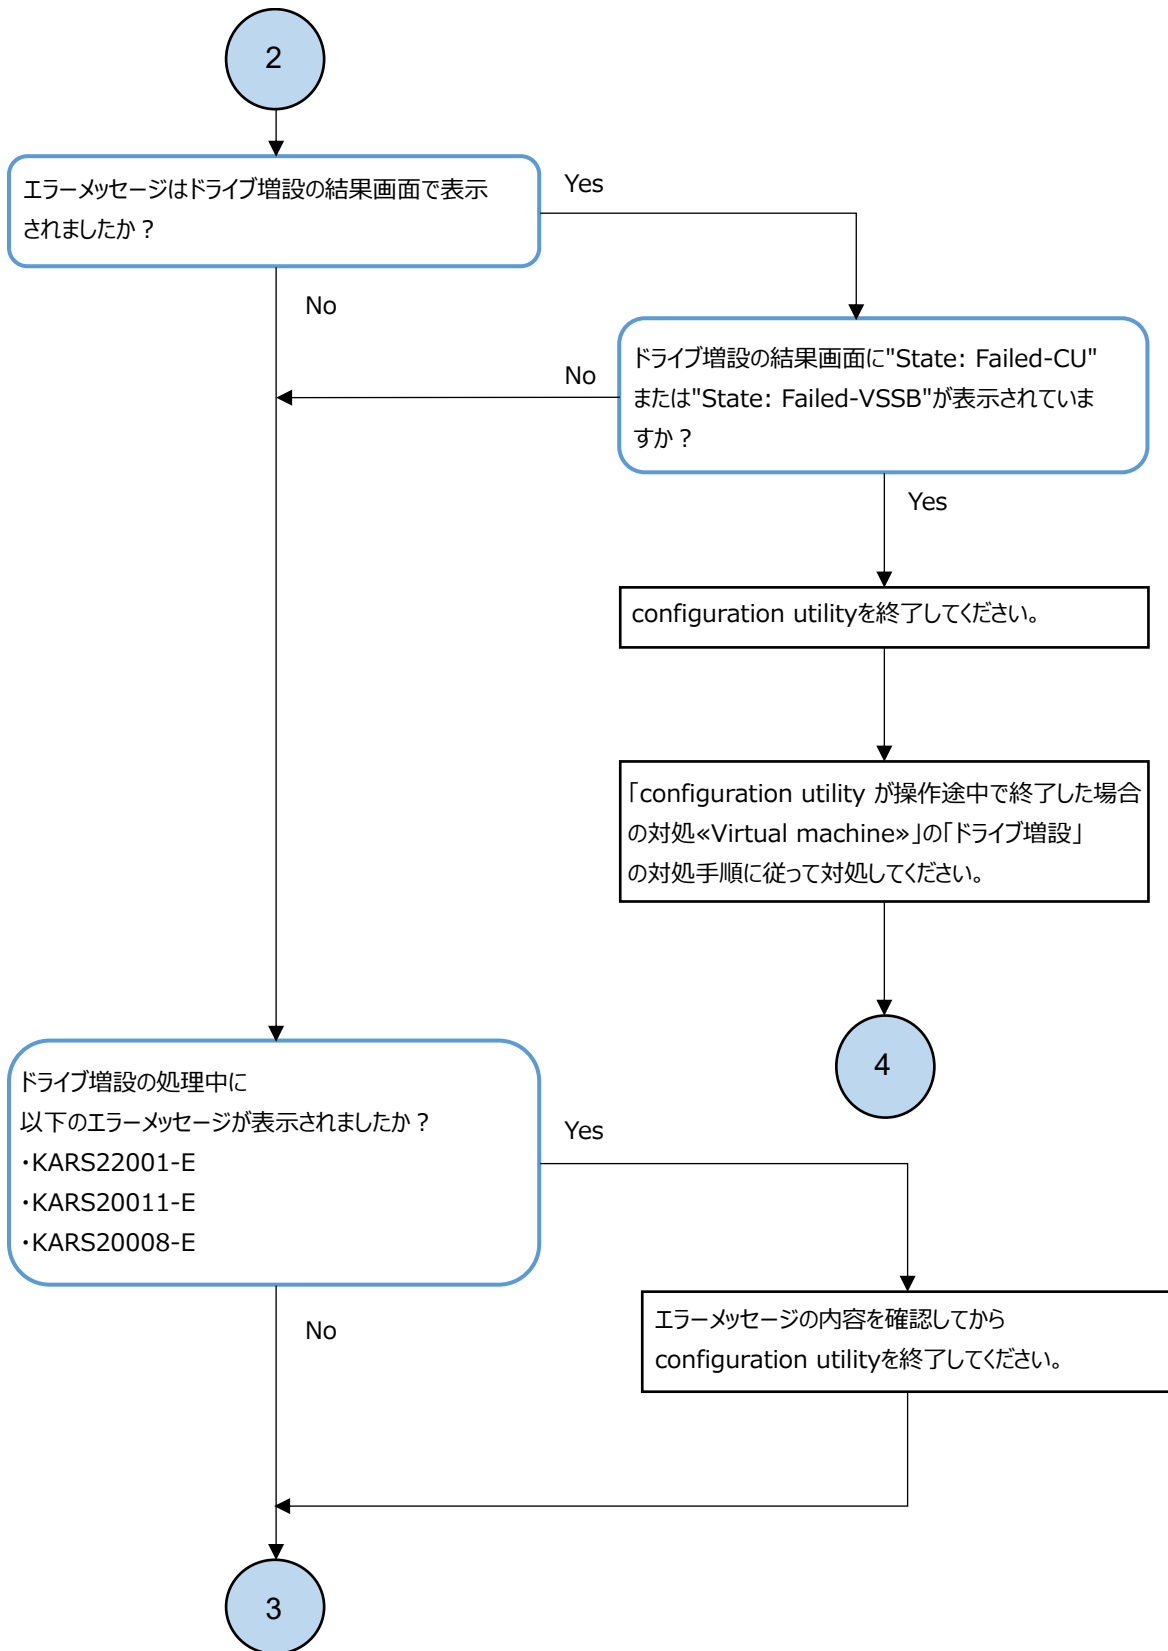 2
エラーメッセージはドライブ増設の結果画面で表示
されましたか？
Yes
No
ドライブ増設の結果画面に"State: Failed-CU"
または"State: Failed-VSSB"が表示されていま
すか？
No
Yes
configuration utilityを終了してください。
「configuration utility が操作途中で終了した場合
の対処≪Virtual machine≫」の「ドライブ増設」
の対処手順に従って対処してください。
4
ドライブ増設の処理中に
以下のエラーメッセージが表示されましたか？
・KARS22001-E
・KARS20011-E
・KARS20008-E
Yes
No
エラーメッセージの内容を確認してから
configuration utilityを終了してください。
3